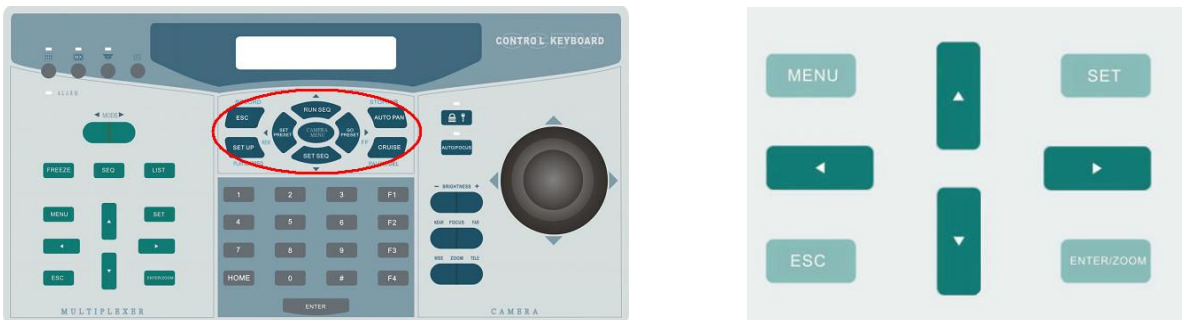 CONTROL KEYBOARD
ALARM
◀ MODE ▶
FREEZE SEQ LIST
MENU SET
ESC ENTER/ZOOM
MULTIPLEXER
ESC RUN SEQ AUTO PAN
SET PRESET CAMERA MENU GO PRESET
SET UP SET SEQ CRUISE
1 2 3 F1
4 5 6 F2
7 8 9 F3
HOME 0 # F4
ENTER
AUTOFOCUS
− BRIGHTNESS +
NEAR FOCUS FAR
WIDE ZOOM TELE
CAMERA
MENU SET
ESC ENTER/ZOOM